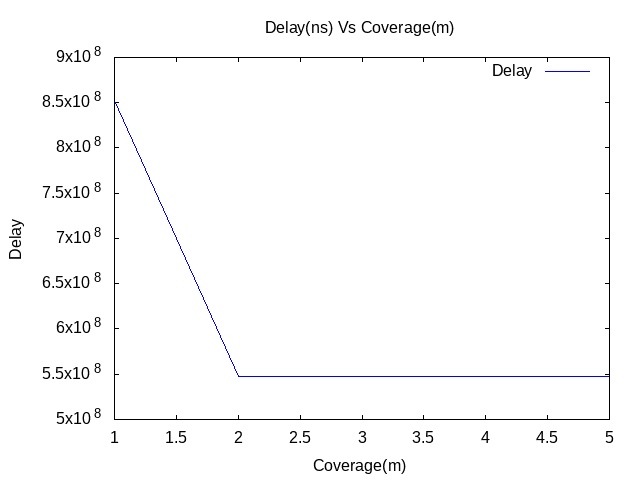 Delay(ns) Vs Coverage(m)
Delay
9x10^8
8.5x10^8
8x10^8
7.5x10^8
7x10^8
6.5x10^8
6x10^8
5.5x10^8
5x10^8
Delay
1 1.5 2 2.5 3 3.5 4 4.5 5
Coverage(m)